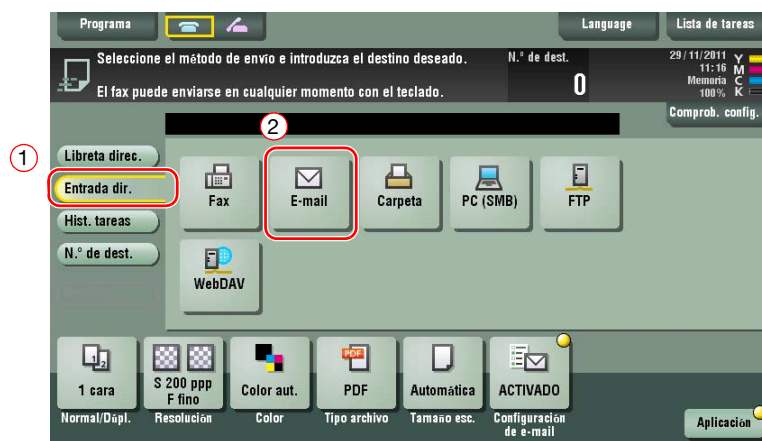 Programa
Language
Lista de tareas
Seleccione el método de envío e introduzca el destino deseado.
El fax puede enviarse en cualquier momento con el teclado.
N.º de dest.
0
29/11/2011
11:16
Memoria
100%
Y
M
C
K
Comprob. config.
1
2
Libreta direc.
Entrada dir.
Hist. tareas
N.º de dest.
Fax
E-mail
Carpeta
PC (SMB)
FTP
WebDAV
1 cara
S 200 ppp
F fino
Color aut.
PDF
PDF
Automática
ACTIVADO
Normal/Dúpl.
Resolución
Color
Tipo archivo
Tamaño esc.
Configuración
de e-mail
Aplicación